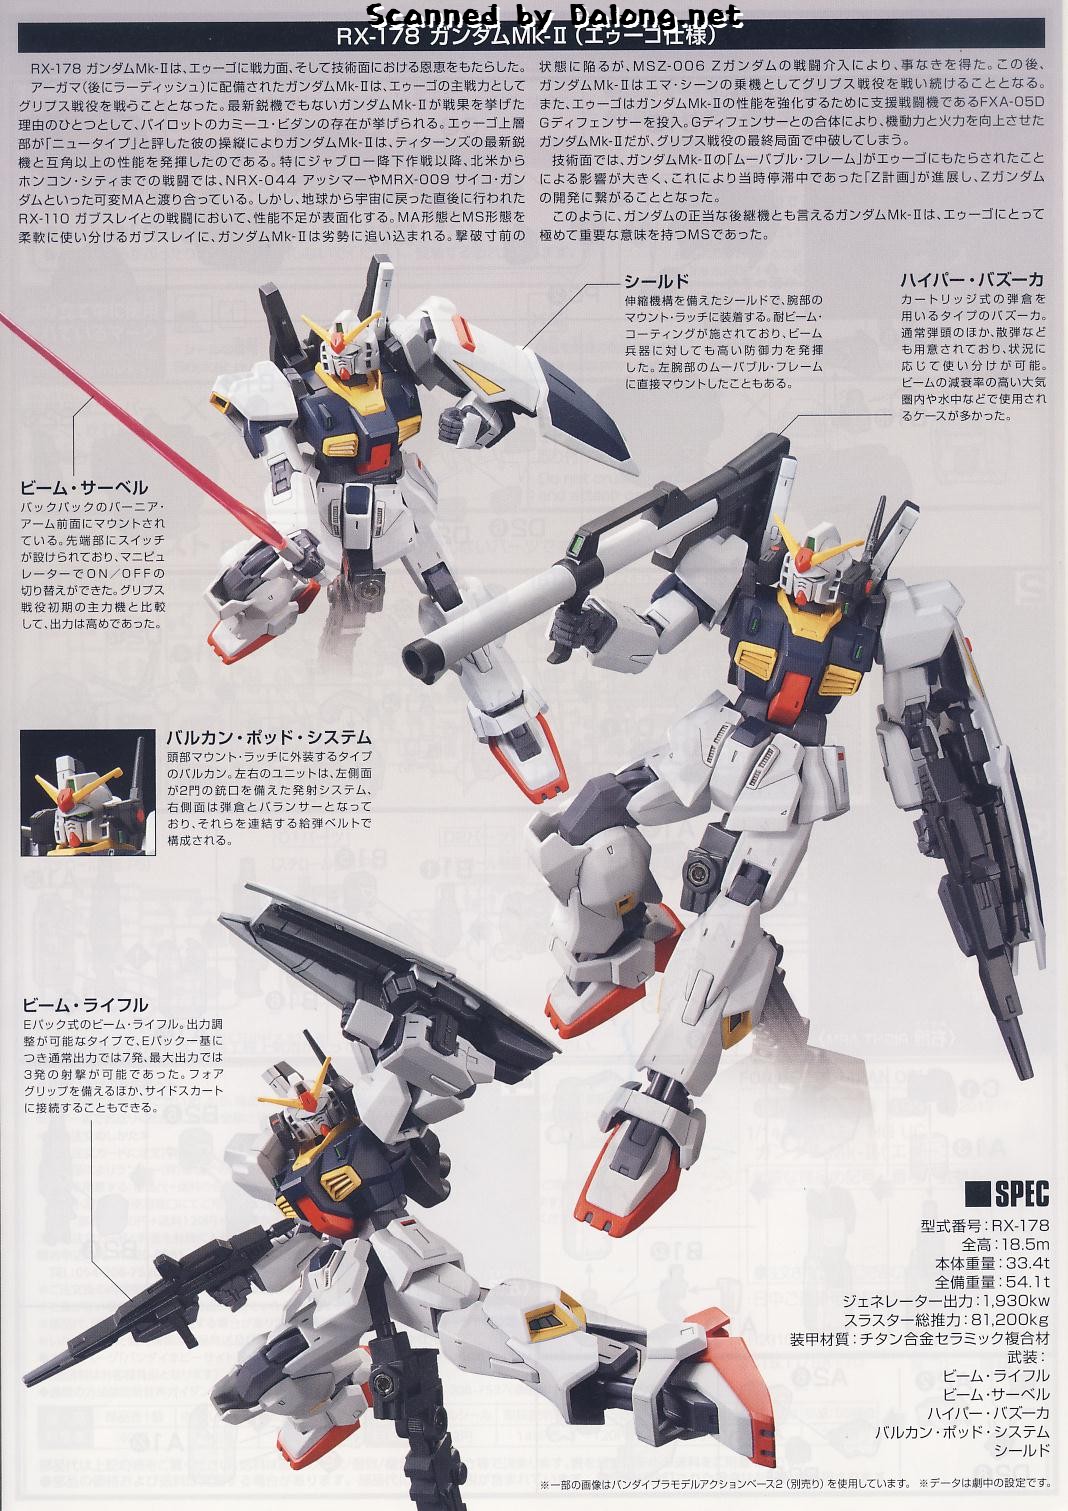 Scanned by Dalong.net
RX-178 ガンダムMk-Ⅱ（エゥーゴ仕様）
RX-178 ガンダムMk-Ⅱは、エゥーゴに戦力面、そして技術面における恩恵をもたらした。
アーガマ（後にラーディッシュ）に配備されたガンダムMk-Ⅱは、エゥーゴの主戦力として
グリプス戦役を戦うこととなった。最新鋭機でもないガンダムMk-Ⅱが戦果を挙げた
理由のひとつとして、パイロットのカミーユ・ビダンの存在が挙げられる。エゥーゴ上層
部が「ニュータイプ」と評した彼の操縦によりガンダムMk-Ⅱは、ティターンズの最新鋭
機と互角以上の性能を発揮したのである。特にジャブロー降下作戦以降、北米から
ホンコン・シティまでの戦闘では、NRX-044 アッシマーやMRX-009 サイコ・ガン
ダムといった可変MAと渡り合っている。しかし、地球から宇宙に戻った直後に行われた
RX-110 ガブスレイとの戦闘において、性能不足が表面化する。MA形態とMS形態を
柔軟に使い分けるガブスレイに、ガンダムMk-Ⅱは劣勢に追い込まれる。撃破寸前の
状態に陥るが、MSZ-006 Zガンダムの戦闘介入により、事なきを得た。この後、
ガンダムMk-Ⅱはエマ・シーンの乗機としてグリプス戦役を戦い続けることとなる。
また、エゥーゴはガンダムMk-Ⅱの性能を強化するために支援戦闘機であるFXA-05D
Gディフェンサーを投入。Gディフェンサーとの合体により、機動力と火力を向上させた
ガンダムMk-Ⅱだが、グリプス戦役の最終局面で中破してしまう。
技術面では、ガンダムMk-Ⅱの「ムーバブル・フレーム」がエゥーゴにもたらされたこと
による影響が大きく、これにより当時停滞中であった「Z計画」が進展し、Zガンダム
の開発に繋がることとなった。
このように、ガンダムの正当な後継機とも言えるガンダムMk-Ⅱは、エゥーゴにとって
極めて重要な意味を持つMSであった。
シールド
伸縮機構を備えたシールドで、腕部の
マウント・ラッチに装着する。耐ビーム・
コーティングが施されており、ビーム
兵器に対しても高い防御力を発揮
した。左腕部のムーバブル・フレーム
に直接マウントしたこともある。
ハイパー・バズーカ
カートリッジ式の弾倉を
用いるタイプのバズーカ。
通常弾頭のほか、散弾など
も用意されており、状況に
応じて使い分けが可能。
ビームの減衰率の高い大気
圏内や水中などで使用され
るケースが多かった。
ビーム・サーベル
バックパックのバーニア・
アーム前面にマウントされ
ている。先端部にスイッチ
が設けられており、マニピュ
レーターでON／OFFの
切り替えができた。グリプス
戦役初期の主力機と比較
して、出力は高めであった。
バルカン・ポッド・システム
頭部マウント・ラッチに外装するタイプ
のバルカン。左右のユニットは、左側面
が2門の銃口を備えた発射システム、
右側面は弾倉とバランサーとなって
おり、それらを連結する給弾ベルトで
構成される。
ビーム・ライフル
Eパック式のビーム・ライフル。出力調
整が可能なタイプで、Eパック一基に
つき通常出力では7発、最大出力では
3発の射撃が可能であった。フォア
グリップを備えるほか、サイドスカート
に接続することもできる。
■SPEC
型式番号：RX-178
全高：18.5m
本体重量：33.4t
全備重量：54.1t
ジェネレーター出力：1,930kw
スラスター総推力：81,200kg
装甲材質：チタン合金セラミック複合材
武装：
ビーム・ライフル
ビーム・サーベル
ハイパー・バズーカ
バルカン・ポッド・システム
シールド
※一部の画像はバンダイプラモデルアクションベース2（別売り）を使用しています。 ※データは劇中の設定です。